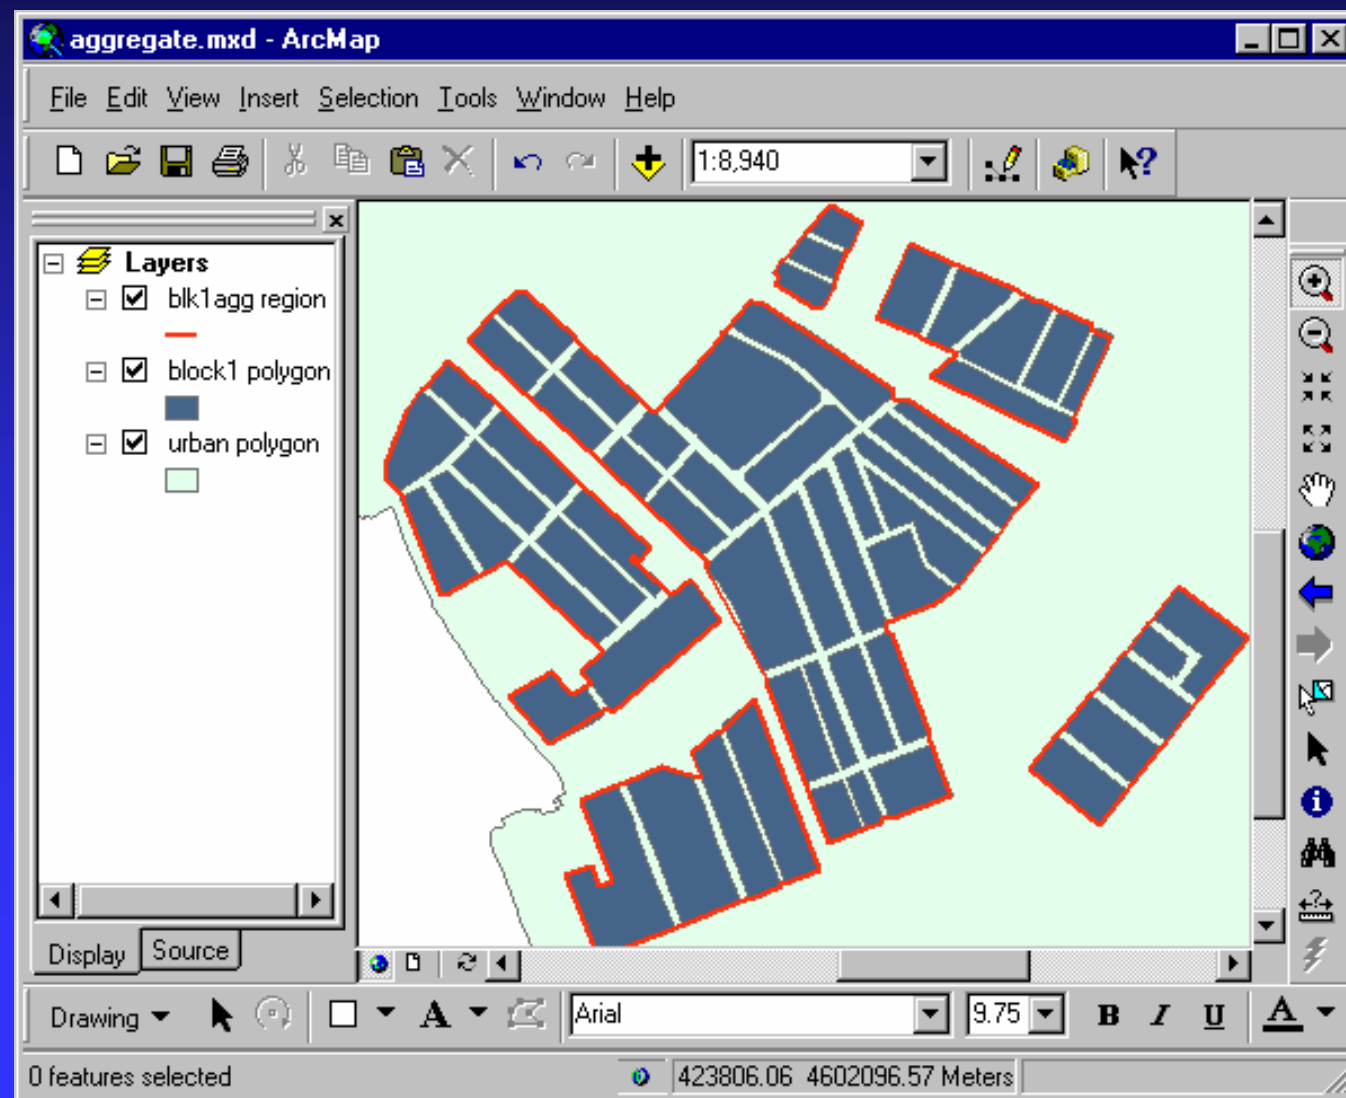 aggregate.mxd - ArcMap
File Edit View Insert Selection Tools Window Help
1:8,940
Layers
blk1agg region
block1 polygon
urban polygon
Display Source
Drawing A Arial 9.75 B I U A
0 features selected 423806.06 4602096.57 Meters